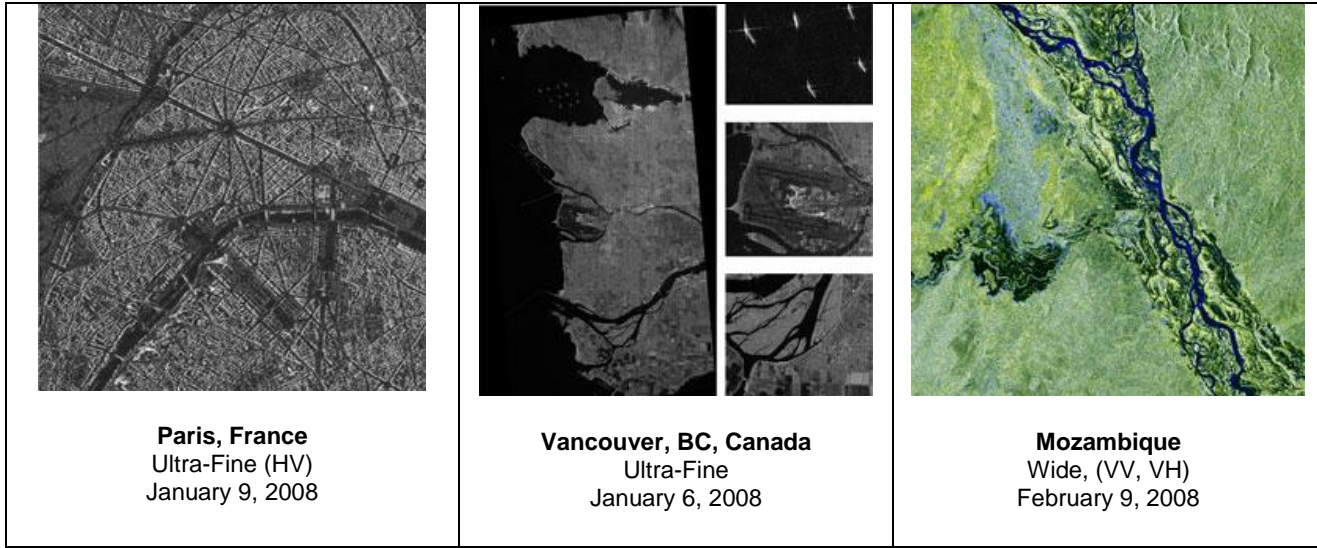 Paris, France
Ultra-Fine (HV)
January 9, 2008
Vancouver, BC, Canada
Ultra-Fine
January 6, 2008
Mozambique
Wide, (VV, VH)
February 9, 2008